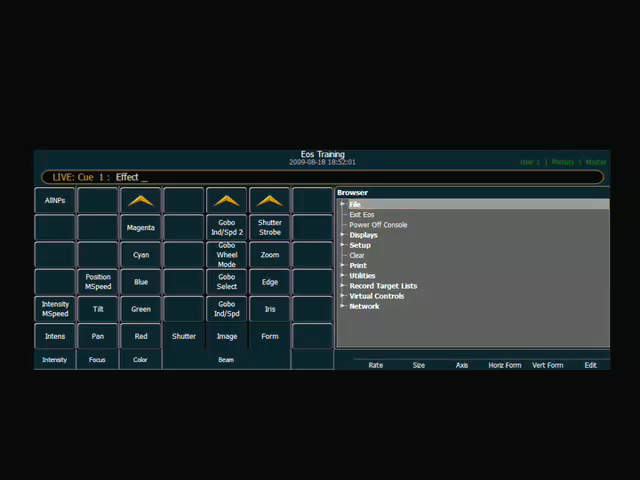 Eos Training
2009-08-18 18:52:01
User 1 | Primary | Master
LIVE: Cue 1 : Effect _
AllNPs
Magenta
Gobo Ind/Spd 2
Shutter Strobe
Cyan
Gobo Wheel Mode
Zoom
Position MSpeed
Blue
Gobo Select
Edge
Intensity MSpeed
Tilt
Green
Gobo Ind/Spd
Iris
Intens
Pan
Red
Shutter
Image
Form
Intensity
Focus
Color
Beam
Browser
File
Exit Eos
Power Off Console
Displays
Setup
Clear
Print
Utilities
Record Target Lists
Virtual Controls
Network
Rate Size Axis Horiz Form Vert Form Edit